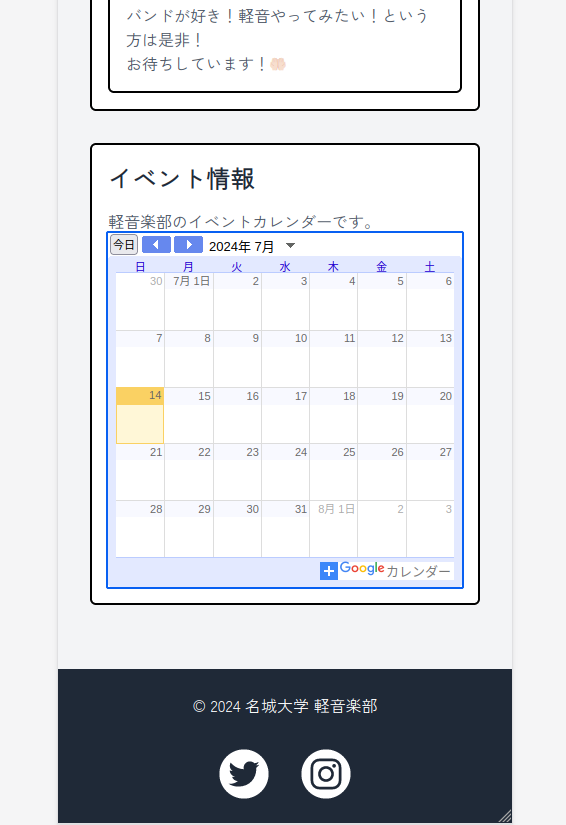 バンドが好き！軽音やってみたい！という
方は是非！
お待ちしています！🫶🏻
イベント情報
軽音楽部のイベントカレンダーです。
今日 2024年 7月
日 月 火 水 木 金 土
30 7月 1日 2 3 4 5 6
7 8 9 10 11 12 13
14 15 16 17 18 19 20
21 22 23 24 25 26 27
28 29 30 31 8月 1日 2 3
Google カレンダー
© 2024 名城大学 軽音楽部